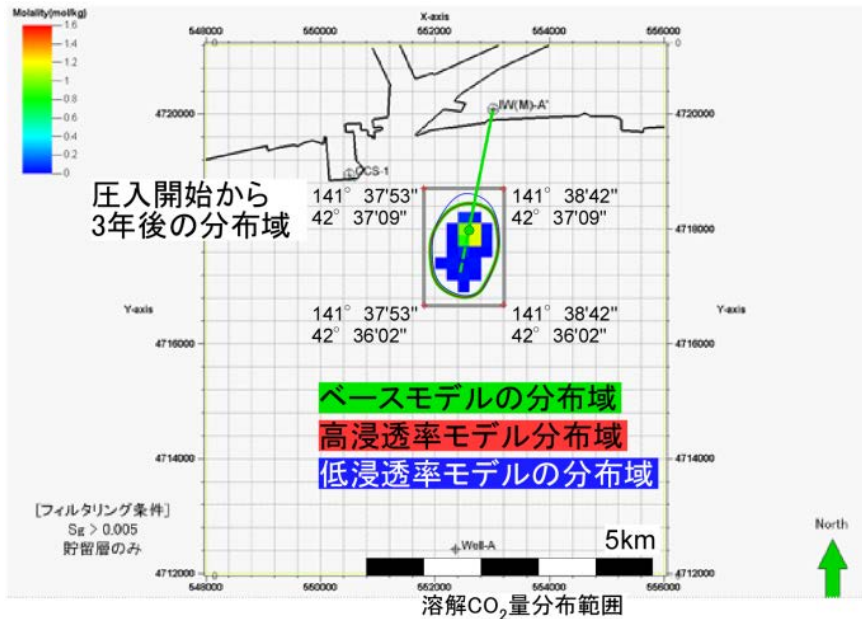 Molality(mol/kg)
1.6
1.2
0.8
0.4
0
X-axis
548000 550000 552000 554000 556000
0 0
4720000 4720000
IW(M)-A'
CCS-1
圧入開始から
3年後の分布域
141° 37'53"
42° 37'09"
141° 38'42"
42° 37'09"
4718000
141° 37'53"
42° 36'02"
141° 38'42"
42° 36'02"
Y-axis Y-axis
4716000 4716000
ベースモデルの分布域
高浸透率モデル分布域
低浸透率モデルの分布域
4714000 4714000
[フィルタリング条件]
Sg > 0.005
貯留層のみ
Well-A
5km
North
4712000 4712000
548000 550000 552000 554000 556000
溶解CO₂量分布範囲